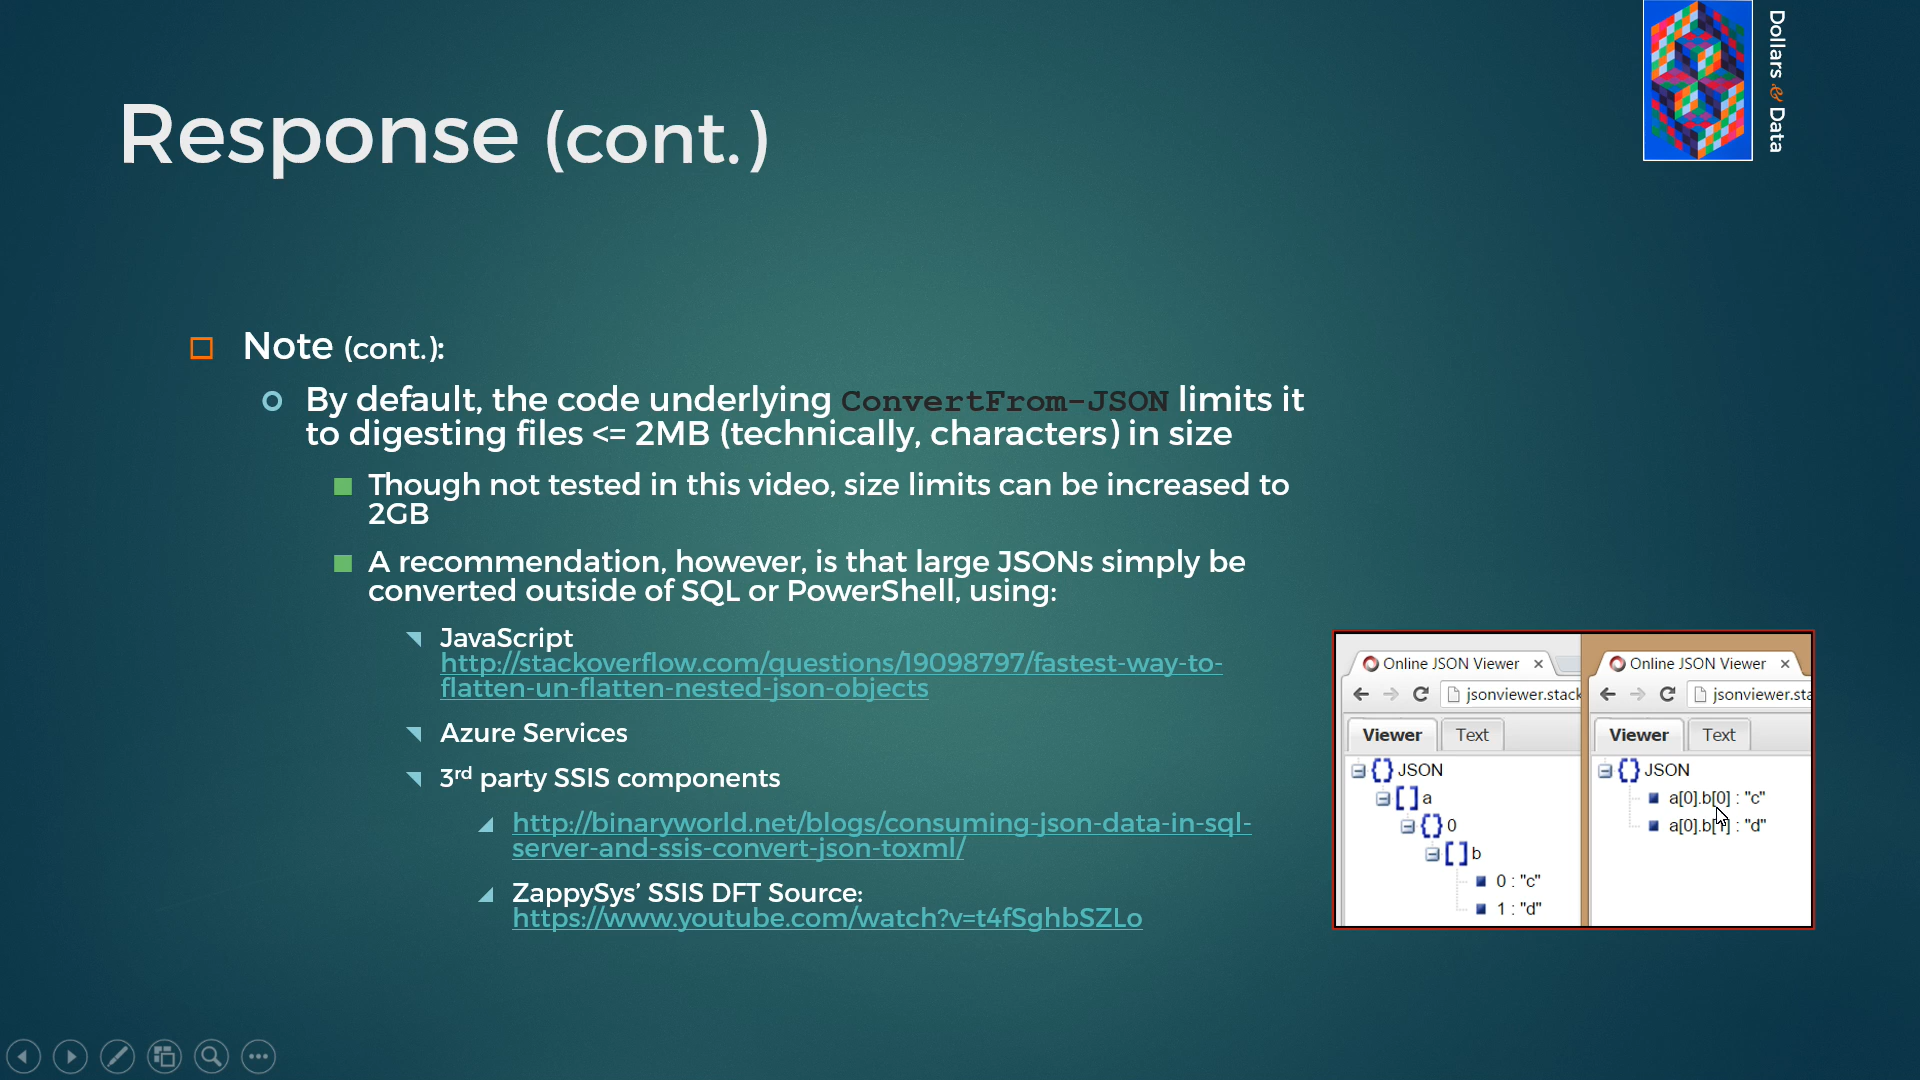 Dollars & Data
Response (cont.)
Note (cont.):
By default, the code underlying ConvertFrom-JSON limits it
to digesting files <= 2MB (technically, characters) in size
Though not tested in this video, size limits can be increased to
2GB
A recommendation, however, is that large JSONs simply be
converted outside of SQL or PowerShell, using:
JavaScript
http://stackoverflow.com/questions/19098797/fastest-way-to-
flatten-un-flatten-nested-json-objects
Azure Services
3rd party SSIS components
http://binaryworld.net/blogs/consuming-json-data-in-sql-
server-and-ssis-convert-json-toxml/
ZappySys’ SSIS DFT Source:
https://www.youtube.com/watch?v=t4fSghbSZLo
Online JSON Viewer
jsonviewer.stack
Viewer Text
JSON
a
0
b
0 : "c"
1 : "d"
Online JSON Viewer
jsonviewer.sta
Viewer Text
JSON
a[0].b[0] : "c"
a[0].b[1] : "d"